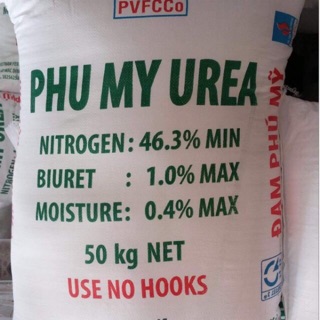 PVFCCo
PHU MY UREA
NITROGEN: 46.3% MIN
BIURET : 1.0% MAX
MOISTURE: 0.4% MAX
50 kg NET
USE NO HOOKS
ĐẠM PHÚ MỸ